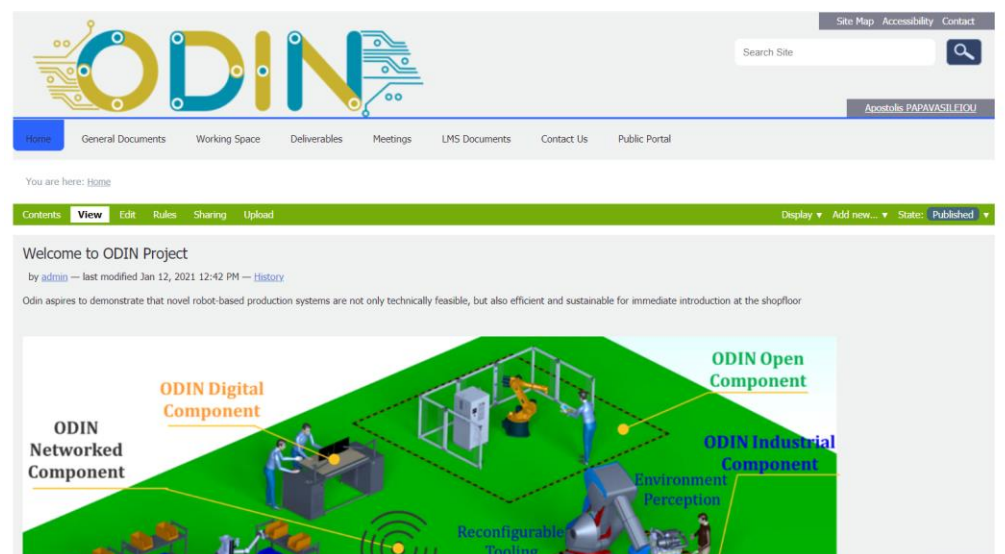 Site Map Accessibility Contact
ODIN
Search Site
Apostolis PAPAVASILEIOU
Home General Documents Working Space Deliverables Meetings LMS Documents Contact Us Public Portal
You are here: Home
Contents View Edit Rules Sharing Upload Display ▾ Add new... ▾ State: Published ▾
Welcome to ODIN Project
by admin — last modified Jan 12, 2021 12:42 PM — History
Odin aspires to demonstrate that novel robot-based production systems are not only technically feasible, but also efficient and sustainable for immediate introduction at the shopfloor
ODIN Open
Component
ODIN Digital
Component
ODIN
Networked
Component
ODIN Industrial
Component
Environment
Perception
Reconfigurable
Tooling